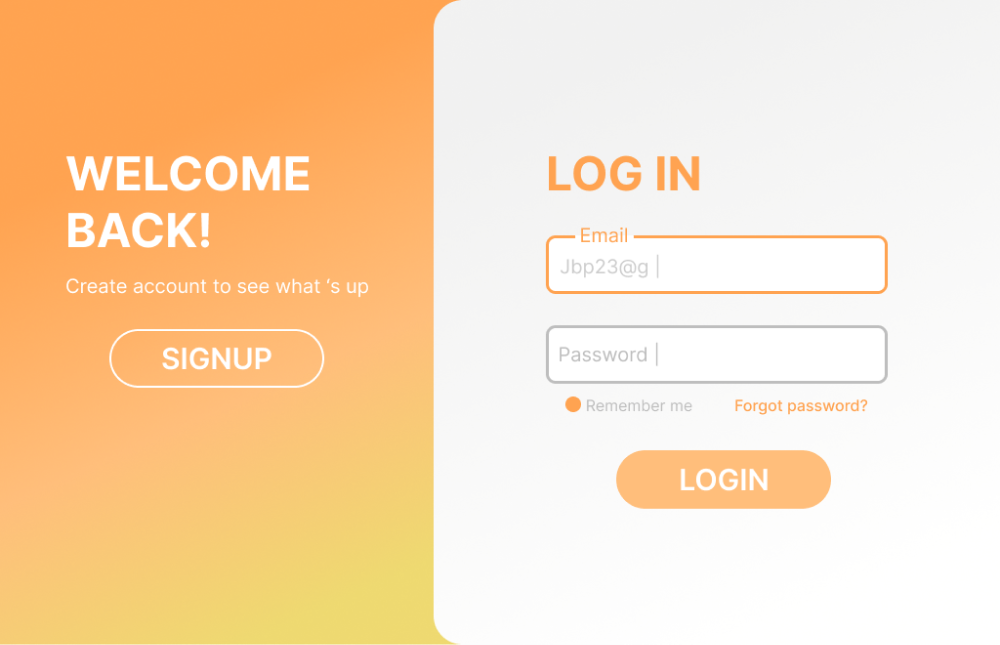 WELCOME
BACK!
Create account to see what ‘s up
SIGNUP
LOG IN
Email
Jbp23@g |
Password |
Remember me
Forgot password?
LOGIN